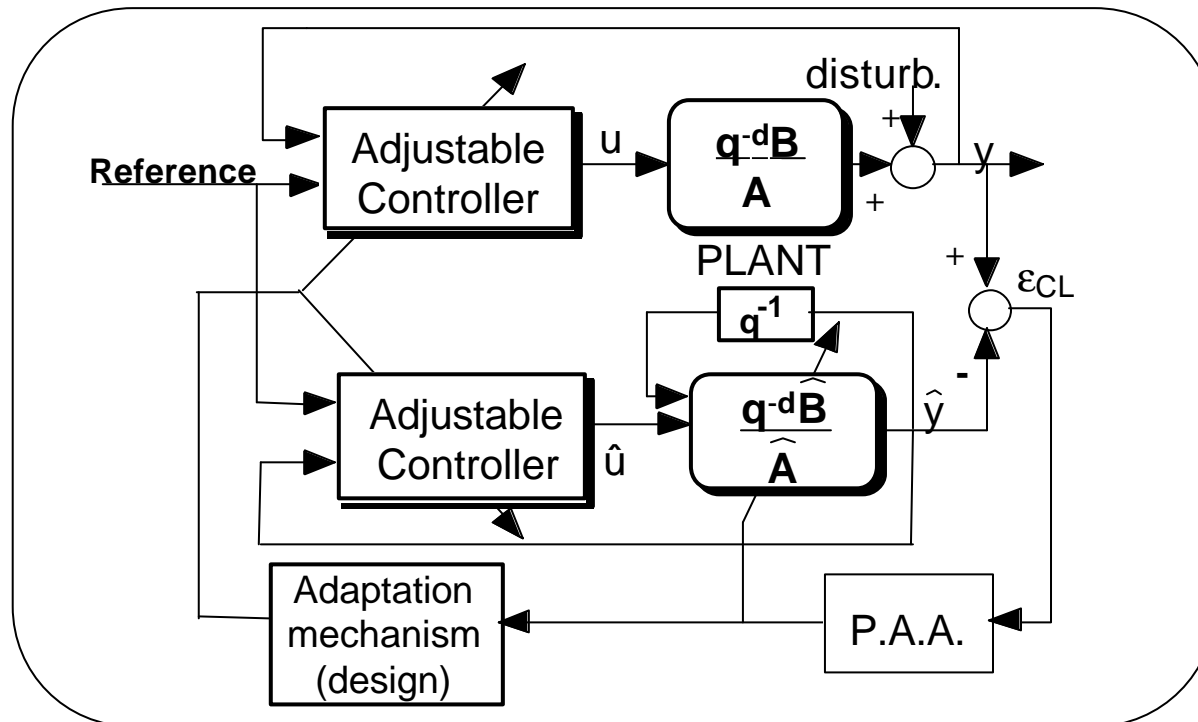 disturb.
+
Adjustable
Controller
u
q-dB
A
y
+
Reference
PLANT
+
εCL
q-1
-
Adjustable
Controller
û
q-dB̂
Â
ŷ
Adaptation
mechanism
(design)
P.A.A.